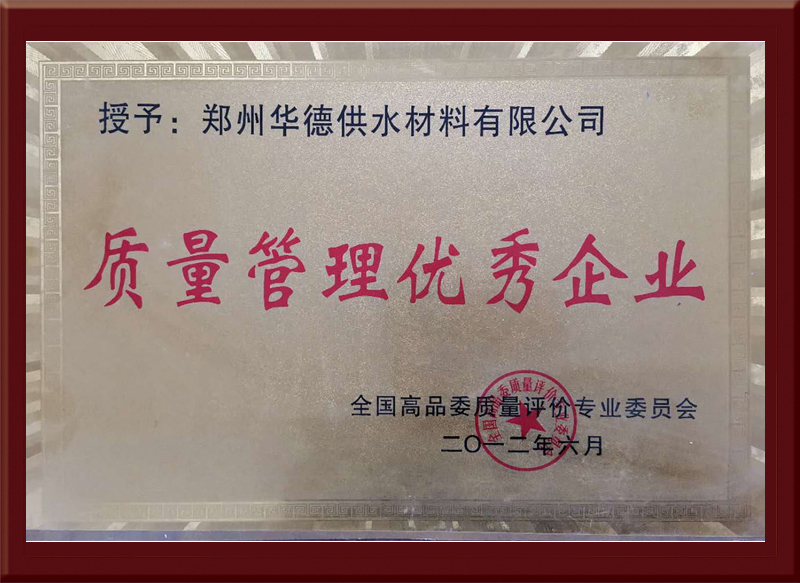 授予：郑州华德供水材料有限公司
质量管理优秀企业
全国高品委质量评价专业委员会
二〇一二年六月